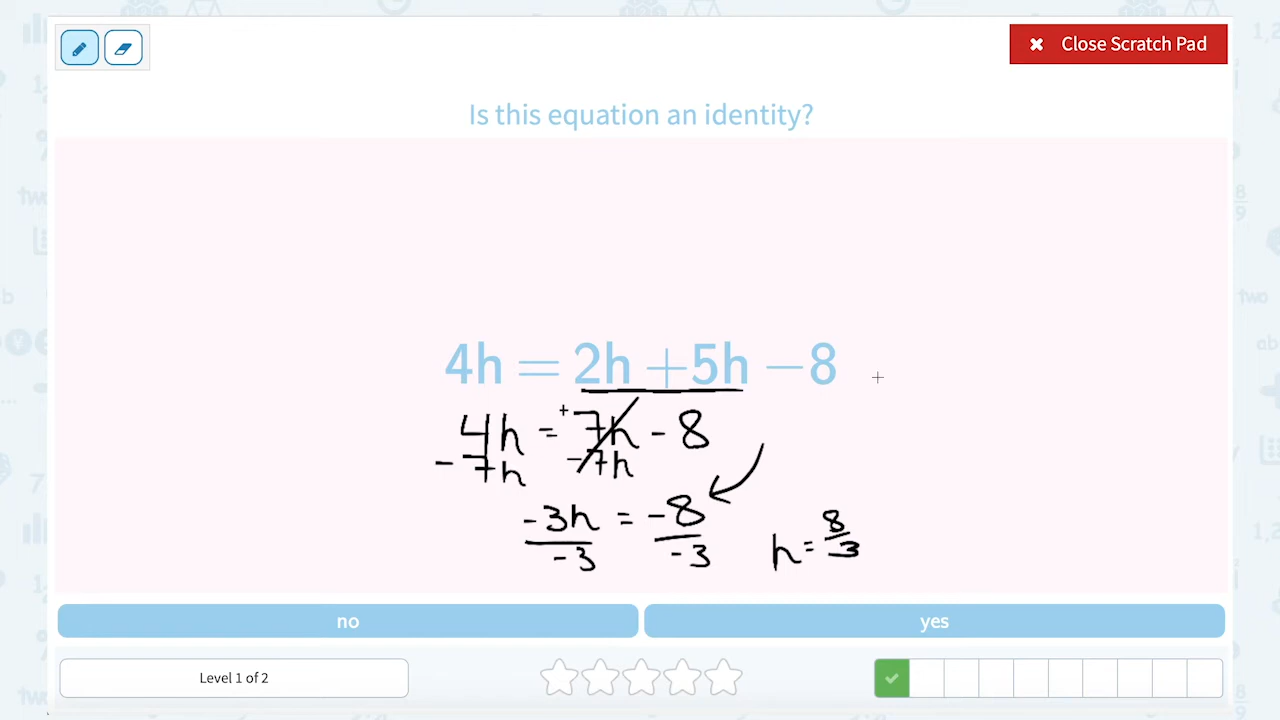 ✖ Close Scratch Pad
Is this equation an identity?
4h = 2h + 5h − 8
4h = +7h - 8
- 7h -7h
-3h = -8
-3 -3
h = 8/3
no
yes
Level 1 of 2